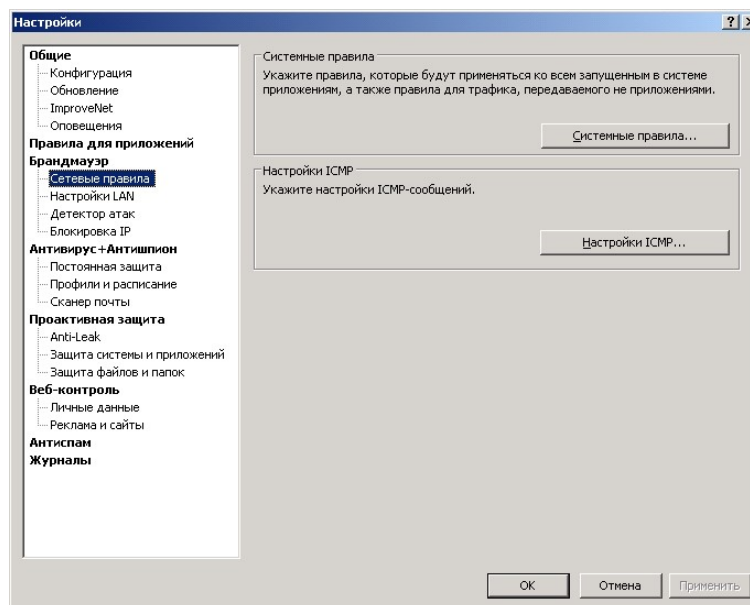 Настройки
Общие
Конфигурация
Обновление
ImproveNet
Оповещения
Правила для приложений
Брандмауэр
Сетевые правила
Настройки LAN
Детектор атак
Блокировка IP
Антивирус+Антишпион
Постоянная защита
Профили и расписание
Сканер почты
Проактивная защита
Anti-Leak
Защита системы и приложений
Защита файлов и папок
Веб-контроль
Личные данные
Реклама и сайты
Антиспам
Журналы
Системные правила
Укажите правила, которые будут применяться ко всем запущенным в системе
приложениям, а также правила для трафика, передаваемого не приложениями.
Системные правила...
Настройки ICMP
Укажите настройки ICMP-сообщений.
Настройки ICMP...
OK
Отмена
Применить